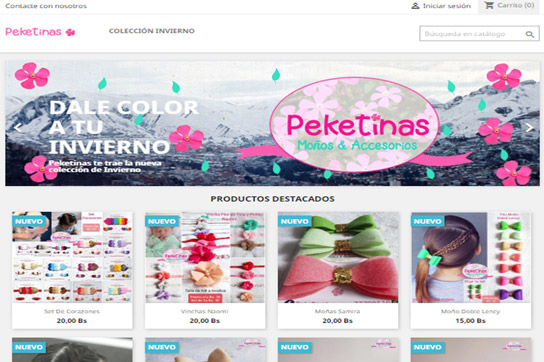 Contacte con nosotros
Iniciar sesión
Carrito (0)
Peketinas
COLECCIÓN INVIERNO
Búsqueda en catálogo
DALE COLOR
A TU
INVIERNO
Peketinas te trae la nueva
colección de Invierno
Peketinas
Moños & Accesorios
PRODUCTOS DESTACADOS
NUEVO
NUEVO
NUEVO
NUEVO
Peketinas
Set De Corazones
20,00 Bs
Vinchas Naomi
20,00 Bs
Moñas Samira
20,00 Bs
Moño Doble Lency
15,00 Bs
NUEVO
NUEVO
NUEVO
NUEVO